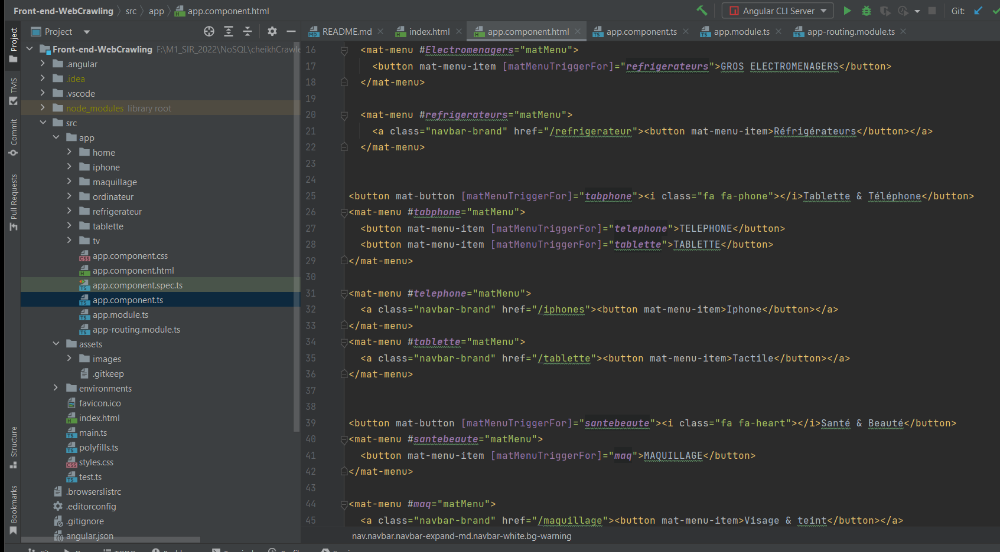 Front-end-WebCrawling src app app.component.html Angular CLI Server Git:
Project
README.md index.html app.component.html app.component.ts app.module.ts app-routing.module.ts
Project
TMS
Commit
Pull Requests
Structure
Bookmarks
Front-end-WebCrawling F:\M1_SIR_2022\NoSQL\cheikhCrawle
.angular
.idea
.vscode
node_modules library root
src
app
home
iphone
maquillage
ordinateur
refrigerateur
tablette
tv
app.component.css
app.component.html
app.component.spec.ts
app.component.ts
app.module.ts
app-routing.module.ts
assets
images
.gitkeep
environments
favicon.ico
index.html
main.ts
polyfills.ts
styles.css
test.ts
.browserslistrc
.editorconfig
.gitignore
angular.json
16 <mat-menu #Electromenagers="matMenu">
17 <button mat-menu-item [matMenuTriggerFor]="refrigerateurs">GROS ELECTROMENAGERS</button>
18 </mat-menu>
19
20 <mat-menu #refrigerateurs="matMenu">
21 <a class="navbar-brand" href="/refrigerateur"><button mat-menu-item>Réfrigérateurs</button></a>
22 </mat-menu>
23
24
25 <button mat-button [matMenuTriggerFor]="tabphone"><i class="fa fa-phone"></i>Tablette & Téléphone</button>
26 <mat-menu #tabphone="matMenu">
27 <button mat-menu-item [matMenuTriggerFor]="telephone">TELEPHONE</button>
28 <button mat-menu-item [matMenuTriggerFor]="tablette">TABLETTE</button>
29 </mat-menu>
30
31 <mat-menu #telephone="matMenu">
32 <a class="navbar-brand" href="/iphones"><button mat-menu-item>Iphone</button></a>
33 </mat-menu>
34 <mat-menu #tablette="matMenu">
35 <a class="navbar-brand" href="/tablette"><button mat-menu-item>Tactile</button></a>
36 </mat-menu>
37
38
39 <button mat-button [matMenuTriggerFor]="santebeaute"><i class="fa fa-heart"></i>Santé & Beauté</button>
40 <mat-menu #santebeaute="matMenu">
41 <button mat-menu-item [matMenuTriggerFor]="maq">MAQUILLAGE</button>
42 </mat-menu>
43
44 <mat-menu #maq="matMenu">
45 <a class="navbar-brand" href="/maquillage"><button mat-menu-item>Visage & teint</button></a>
nav.navbar.navbar-expand-md.navbar-white.bg-warning